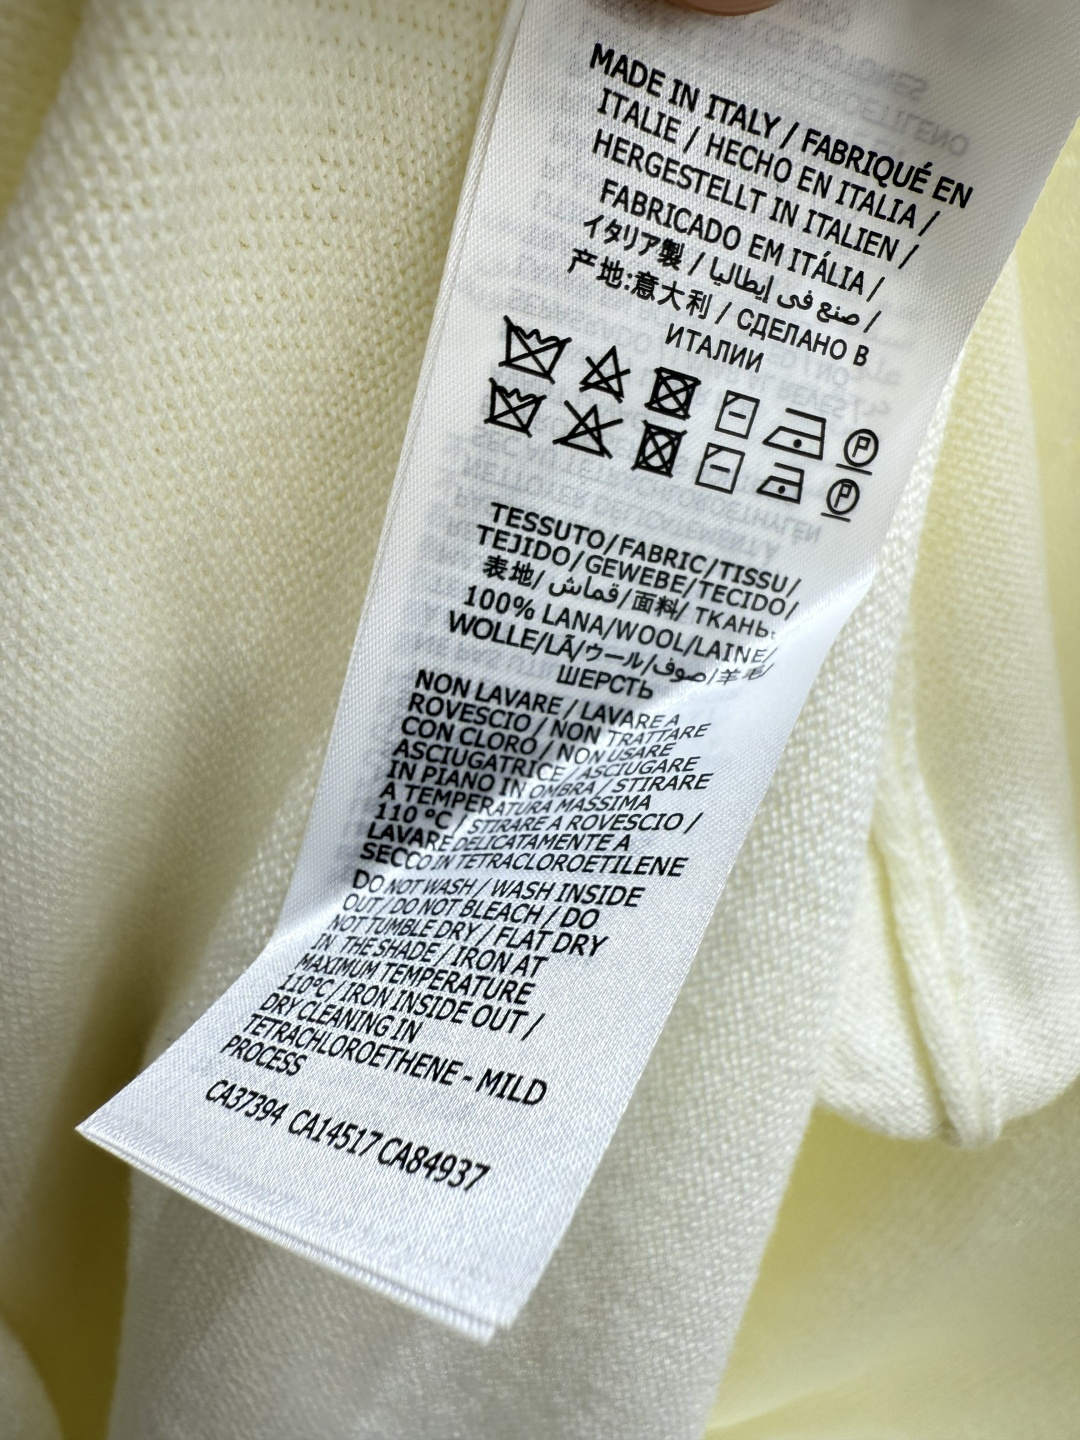 MADE IN ITALY / FABRIQUÉ EN
ITALIE / HECHO EN ITALIA /
HERGESTELLT IN ITALIEN /
FABRICADO EM ITÁLIA /
イタリア製 / صنع في إيطاليا /
产地:意大利 / СДЕЛАНО В
ИТАЛИИ
TESSUTO/FABRIC/TISSU/
TEJIDO/GEWEBE/TECIDO/
表地/ قماش/面料/ ТКАНЬ:
100% LANA/WOOL/LAINE/
WOLLE/LÃ/ウール/صوف/羊毛/
ШЕРСТЬ
NON LAVARE / LAVARE A
ROVESCIO / NON TRATTARE
CON CLORO / NON USARE
ASCIUGATRICE / ASCIUGARE
IN PIANO IN OMBRA / STIRARE
A TEMPERATURA MASSIMA
110 °C / STIRARE A ROVESCIO /
LAVARE DELICATAMENTE A
SECCO IN TETRACLOROETILENE
DO NOT WASH / WASH INSIDE
OUT / DO NOT BLEACH / DO
NOT TUMBLE DRY / FLAT DRY
IN THE SHADE / IRON AT
MAXIMUM TEMPERATURE
110°C / IRON INSIDE OUT /
DRY CLEANING IN
TETRACHLOROETHENE - MILD
PROCESS
CA37394 CA14517 CA84937